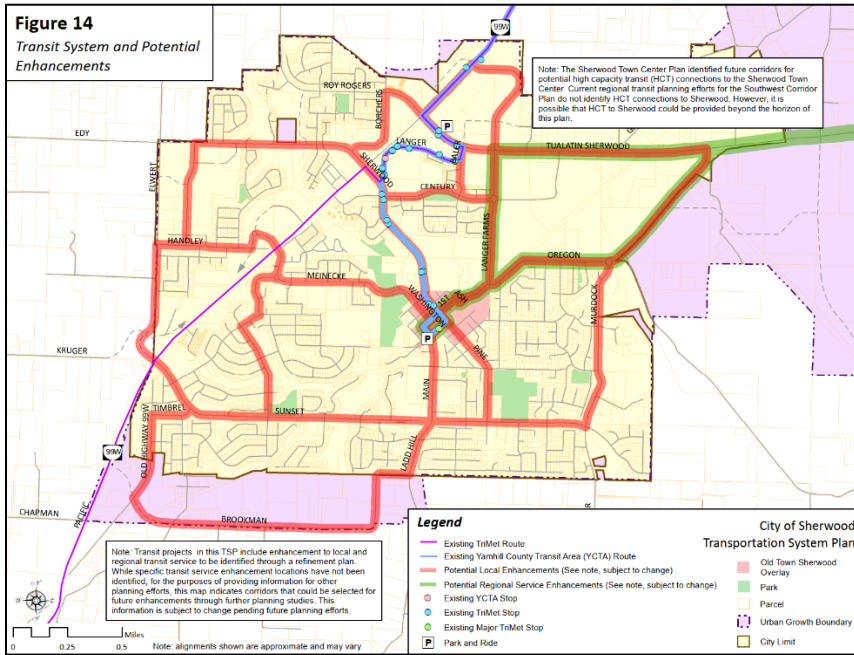 Figure 14
Transit System and Potential
Enhancements
99W
Note: The Sherwood Town Center Plan identified future corridors for
potential high capacity transit (HCT) connections to the Sherwood Town
Center. Current regional transit planning efforts for the Southwest Corridor
Plan do not identify HCT connections to Sherwood. However, it is
possible that HCT to Sherwood could be provided beyond the horizon of
this plan.
ROY ROGERS
BORCHERS
P
EDY
LANGER
BALER
TUALATIN SHERWOOD
SHERWOOD
ELWERT
CENTURY
LANGER FARMS
HANDLEY
OREGON
MEINECKE
WASHINGTON
1ST
ASH
MURDOCK
P
PINE
KRUGER
MAIN
TIMBREL
SUNSET
OLD HIGHWAY 99W
LADD HILL
99W
PACIFIC
CHAPMAN
BROOKMAN
Note: Transit projects in this TSP include enhancement to local and
regional transit service to be identified through a refinement plan.
While specific transit service enhancement locations have not been
identified, for the purposes of providing information for other
planning efforts, this map indicates corridors that could be selected for
future enhancements through further planning studies. This
information is subject to change pending future planning efforts.
Miles
0 0.25 0.5
Note: alignments shown are approximate and may vary
Legend
Existing TriMet Route
Existing Yamhill County Transit Area (YCTA) Route
Potential Local Enhancements (See note, subject to change)
Potential Regional Service Enhancements (See note, subject to change)
Existing YCTA Stop
Existing TriMet Stop
Existing Major TriMet Stop
P Park and Ride
City of Sherwood
Transportation System Plan
Old Town Sherwood
Overlay
Park
Parcel
Urban Growth Boundary
City Limit